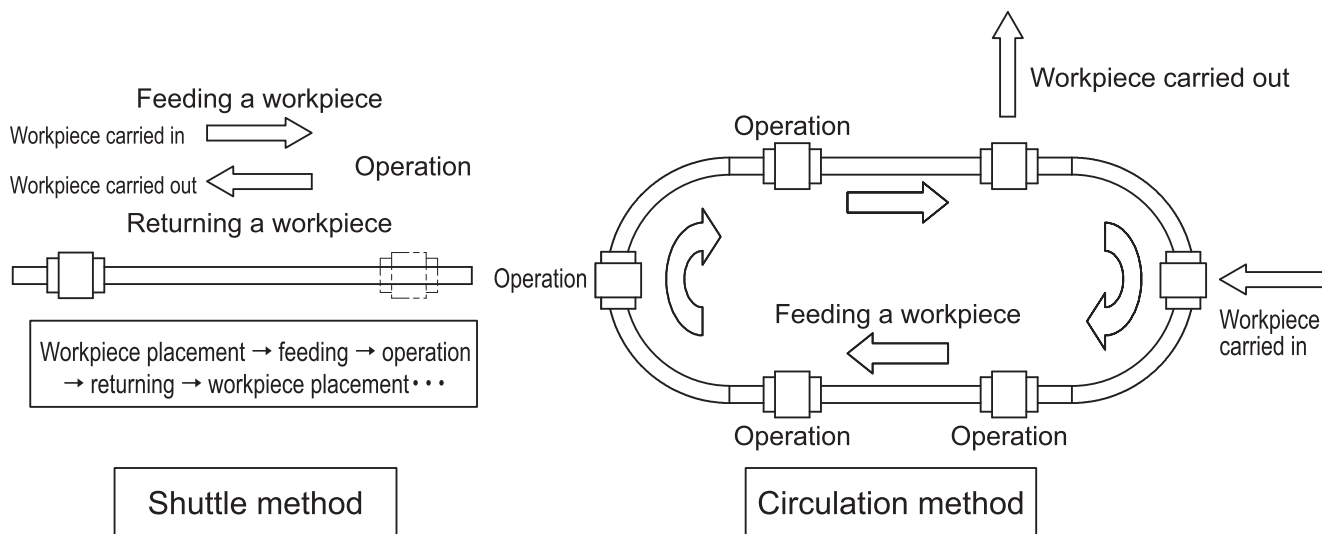 Feeding a workpiece
Workpiece carried in
Operation
Workpiece carried out
Returning a workpiece
Workpiece placement → feeding → operation
→ returning → workpiece placement・・・
Shuttle method
Workpiece carried out
Operation
Operation
Feeding a workpiece
Workpiece
carried in
Operation
Operation
Circulation method